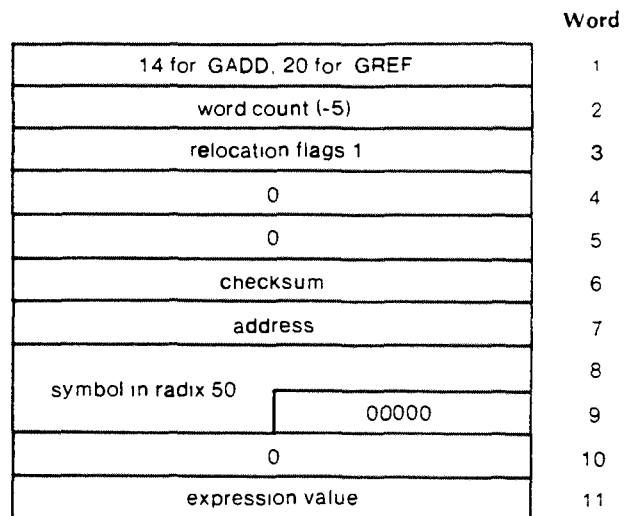 Word
14 for GADD, 20 for GREF 1
word count (-5) 2
relocation flags 1 3
0 4
0 5
checksum 6
address 7
8
symbol in radix 50
00000 9
0 10
expression value 11